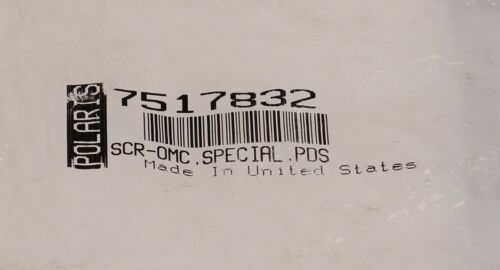 POLARIS
7517832
SCR-OMC,SPECIAL,PDS
Made In United States